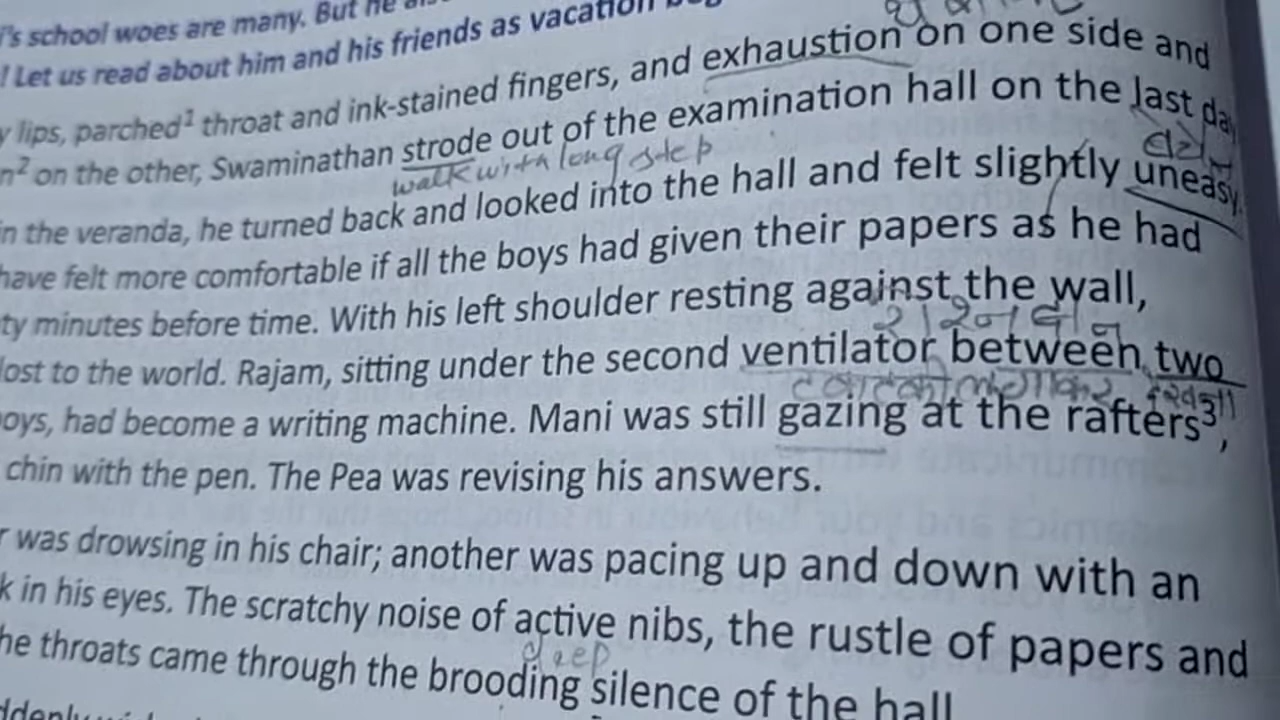 's school woes are many. But he
! Let us read about him and his friends as vacation
lips, parched¹ throat and ink-stained fingers, and exhaustion on one side and
n² on the other, Swaminathan strode out of the examination hall on the last da
walk with a long step
in the veranda, he turned back and looked into the hall and felt slightly uneasy.
have felt more comfortable if all the boys had given their papers as he had
ty minutes before time. With his left shoulder resting against the wall,
lost to the world. Rajam, sitting under the second ventilator between two
oys, had become a writing machine. Mani was still gazing at the rafters³,
chin with the pen. The Pea was revising his answers.
r was drowsing in his chair; another was pacing up and down with an
k in his eyes. The scratchy noise of active nibs, the rustle of papers and
deep
he throats came through the brooding silence of the hall